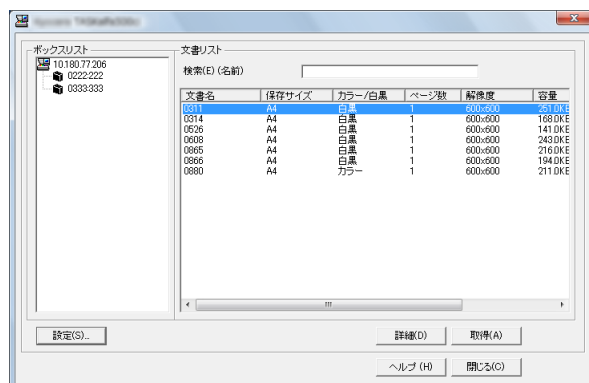 ボックスリスト
10.180.77.206
0222:222
0333:333
文書リスト
検索(E) (名前)
文書名 保存サイズ カラー/白黒 ページ数 解像度 容量
0311 A4 白黒 1 600x600 251.0KB
0314 A4 白黒 1 600x600 168.0KB
0526 A4 白黒 1 600x600 141.0KB
0608 A4 白黒 1 600x600 243.0KB
0865 A4 白黒 1 600x600 216.0KB
0866 A4 白黒 1 600x600 194.0KB
0880 A4 カラー 1 600x600 211.0KB
設定(S)... 詳細(D) 取得(A)
ヘルプ (H) 閉じる(C)